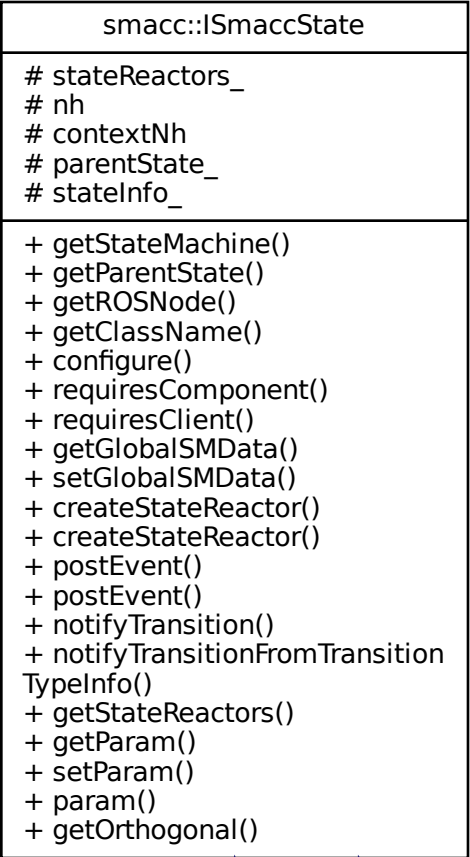 smacc::ISmaccState
# stateReactors_
# nh
# contextNh
# parentState_
# stateInfo_
+ getStateMachine()
+ getParentState()
+ getROSNode()
+ getClassName()
+ configure()
+ requiresComponent()
+ requiresClient()
+ getGlobalSMData()
+ setGlobalSMData()
+ createStateReactor()
+ createStateReactor()
+ postEvent()
+ postEvent()
+ notifyTransition()
+ notifyTransitionFromTransition
TypeInfo()
+ getStateReactors()
+ getParam()
+ setParam()
+ param()
+ getOrthogonal()